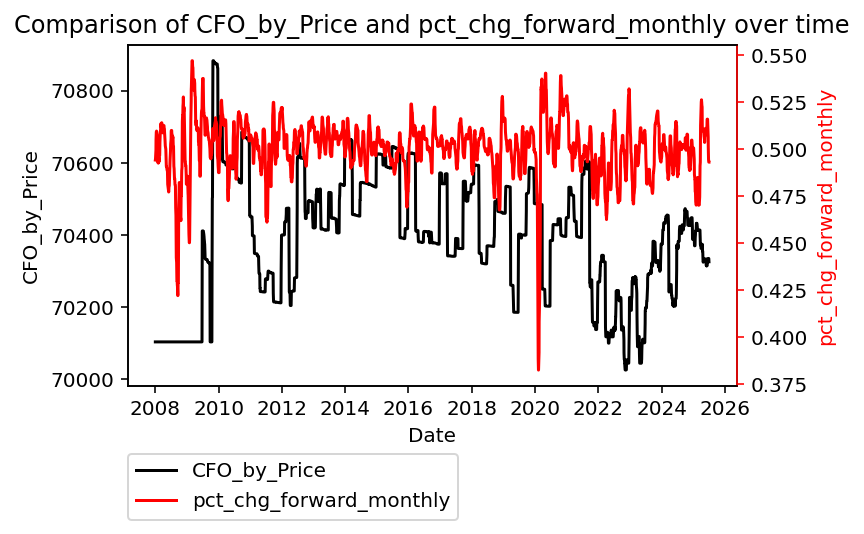 Comparison of CFO_by_Price and pct_chg_forward_monthly over time
CFO_by_Price
70800
70600
70400
70200
70000
0.550
0.525
0.500
0.475
0.450
0.425
0.400
0.375
pct_chg_forward_monthly
2008 2010 2012 2014 2016 2018 2020 2022 2024 2026
Date
CFO_by_Price
pct_chg_forward_monthly